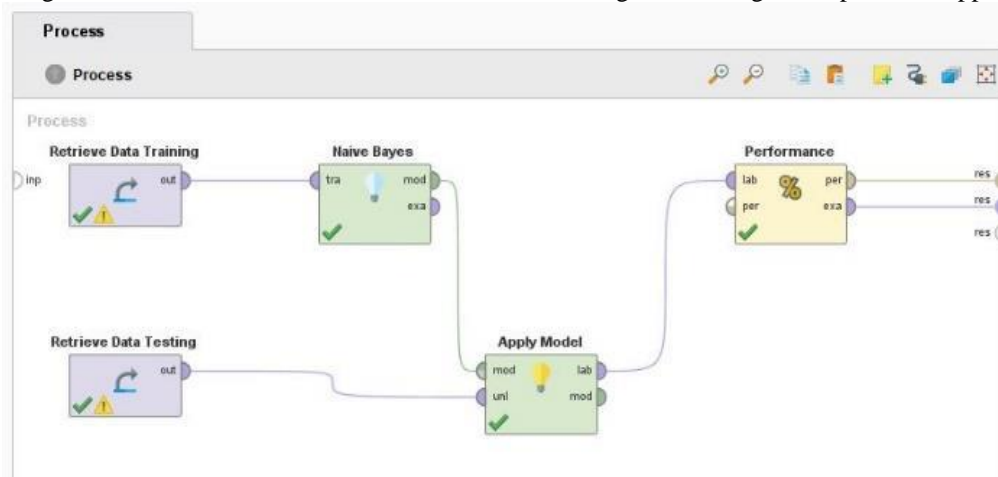 Process
Process
Process
Retrieve Data Training
Naive Bayes
Performance
inp
out
tra
mod
exa
lab
per
%
per
exa
res
res
res
Retrieve Data Testing
out
Apply Model
mod
lab
unl
mod